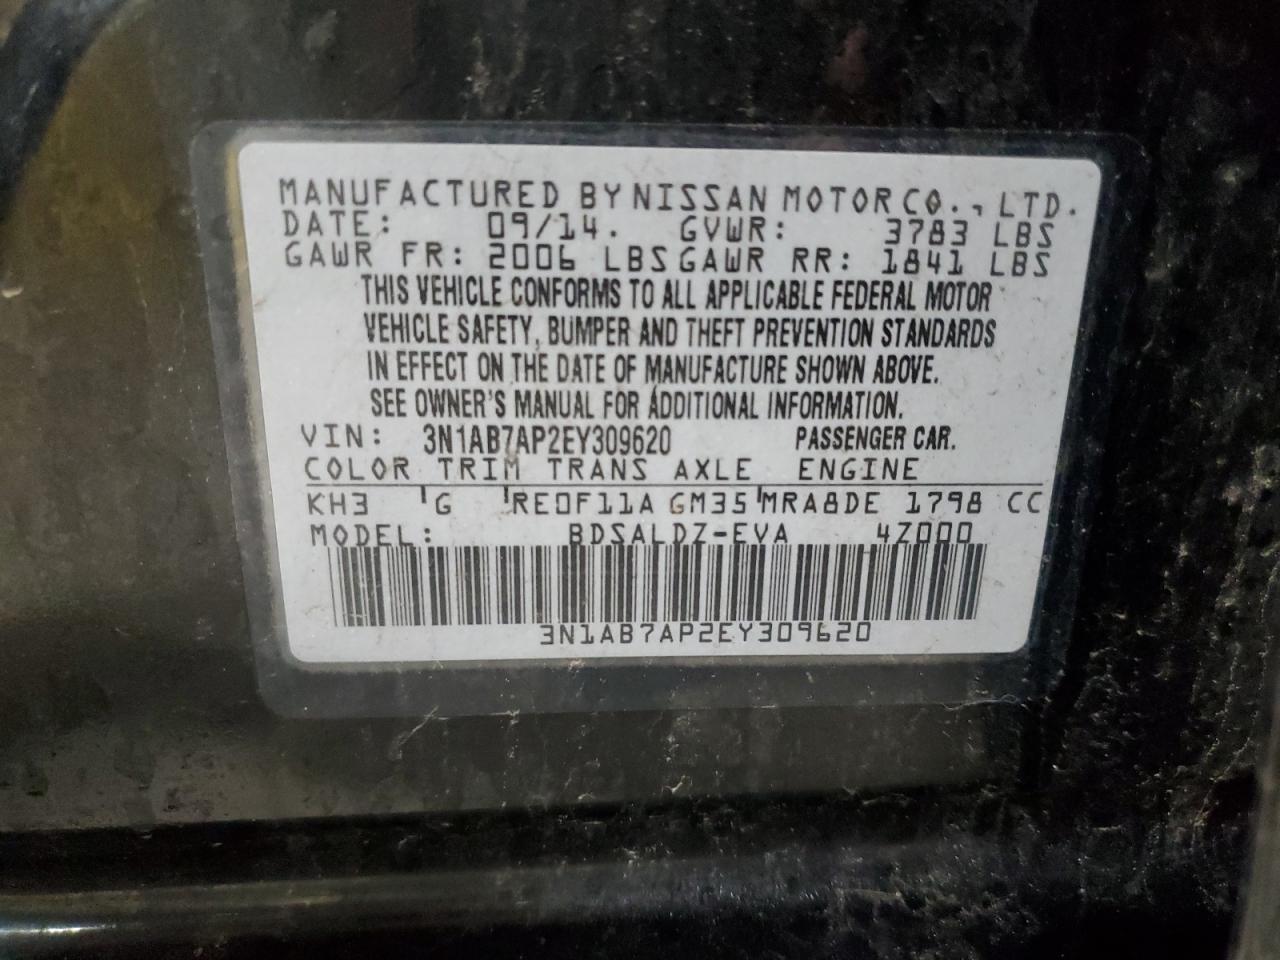 MANUFACTURED BY NISSAN MOTOR CO., LTD.
DATE: 09/14. GVWR: 3783 LBS
GAWR FR: 2006 LBS GAWR RR: 1841 LBS
THIS VEHICLE CONFORMS TO ALL APPLICABLE FEDERAL MOTOR
VEHICLE SAFETY, BUMPER AND THEFT PREVENTION STANDARDS
IN EFFECT ON THE DATE OF MANUFACTURE SHOWN ABOVE.
SEE OWNER'S MANUAL FOR ADDITIONAL INFORMATION.
VIN: 3N1AB7AP2EY309620 PASSENGER CAR.
COLOR TRIM TRANS AXLE ENGINE
KH3 'G 'RE0F11A GM35'MRA8DE 1798 CC
MODEL: BDSALDZ-EVA 4Z000
3N1AB7AP2EY309620